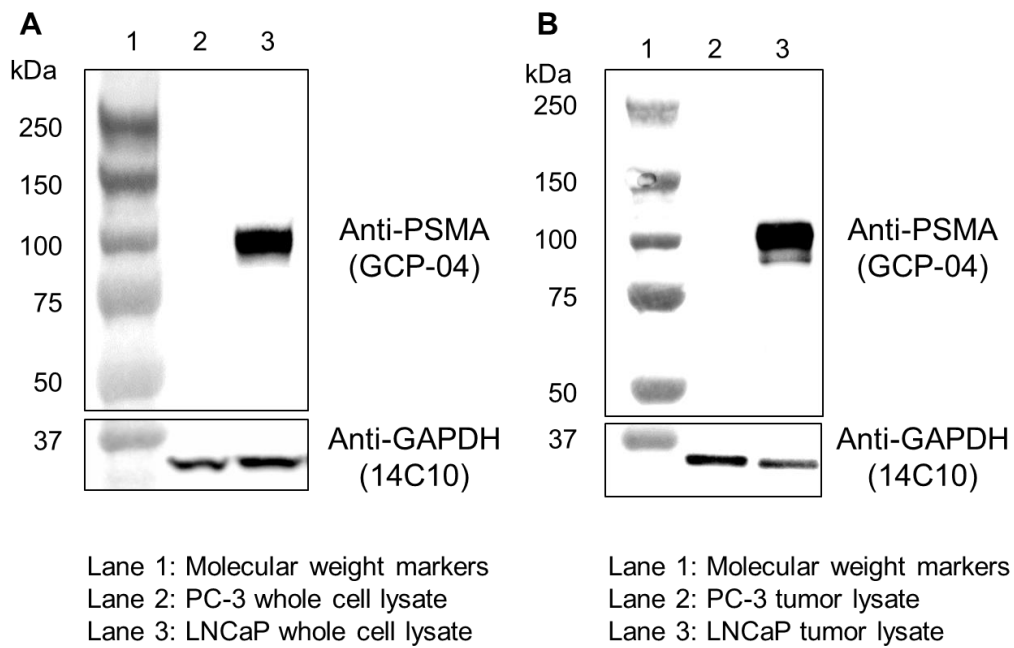 A
1 2 3
kDa
250
150
100
75
50
37
Anti-PSMA
(GCP-04)
Anti-GAPDH
(14C10)
Lane 1: Molecular weight markers
Lane 2: PC-3 whole cell lysate
Lane 3: LNCaP whole cell lysate
B
1 2 3
kDa
250
150
100
75
50
37
Anti-PSMA
(GCP-04)
Anti-GAPDH
(14C10)
Lane 1: Molecular weight markers
Lane 2: PC-3 tumor lysate
Lane 3: LNCaP tumor lysate